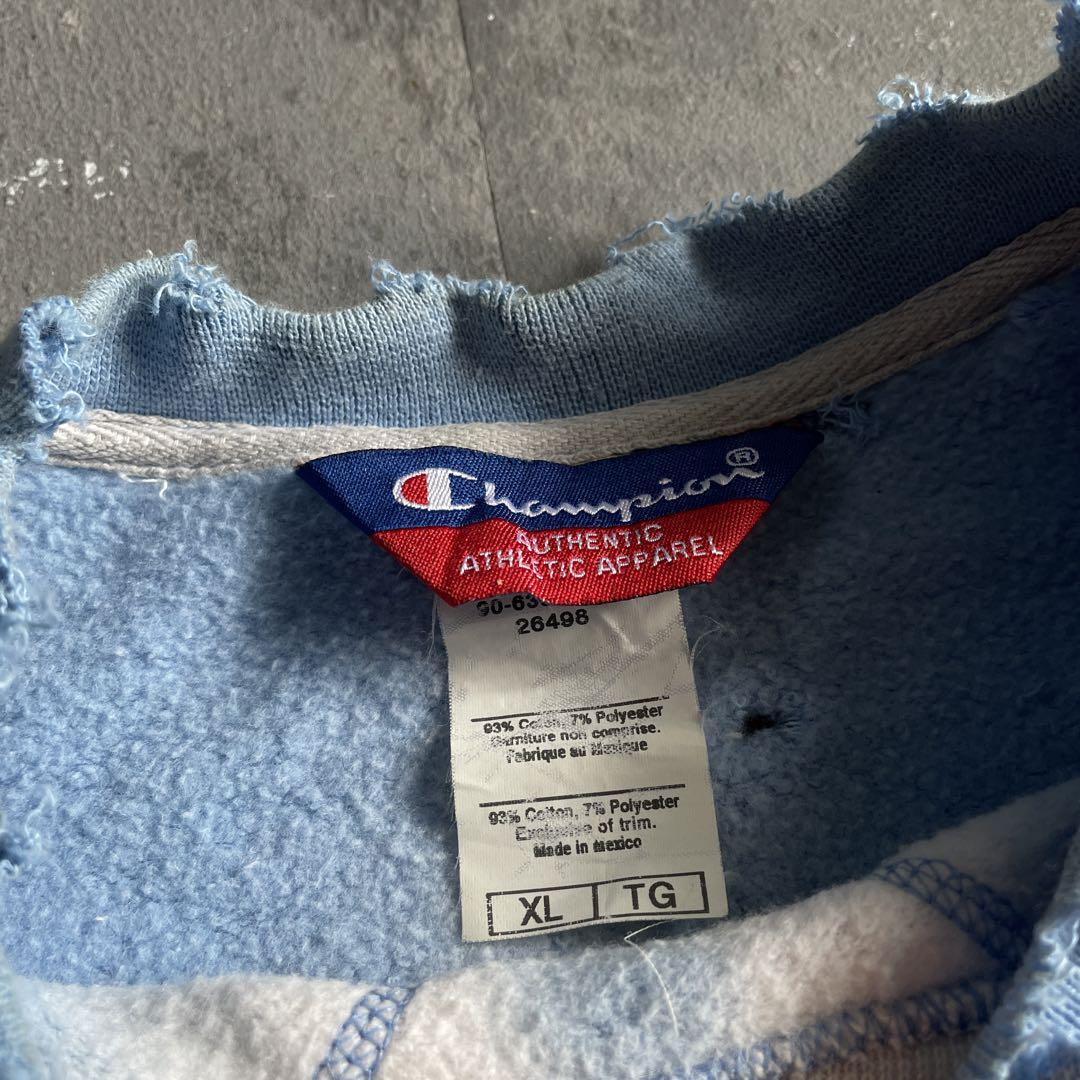 Champion®
AUTHENTIC
ATHLETIC APPAREL
26498
93% Cotton, 7% Polyester
Garniture non comprise.
Fabrique au Mexique
93% Cotton, 7% Polyester
Exclusive of trim.
Made in Mexico
XL TG